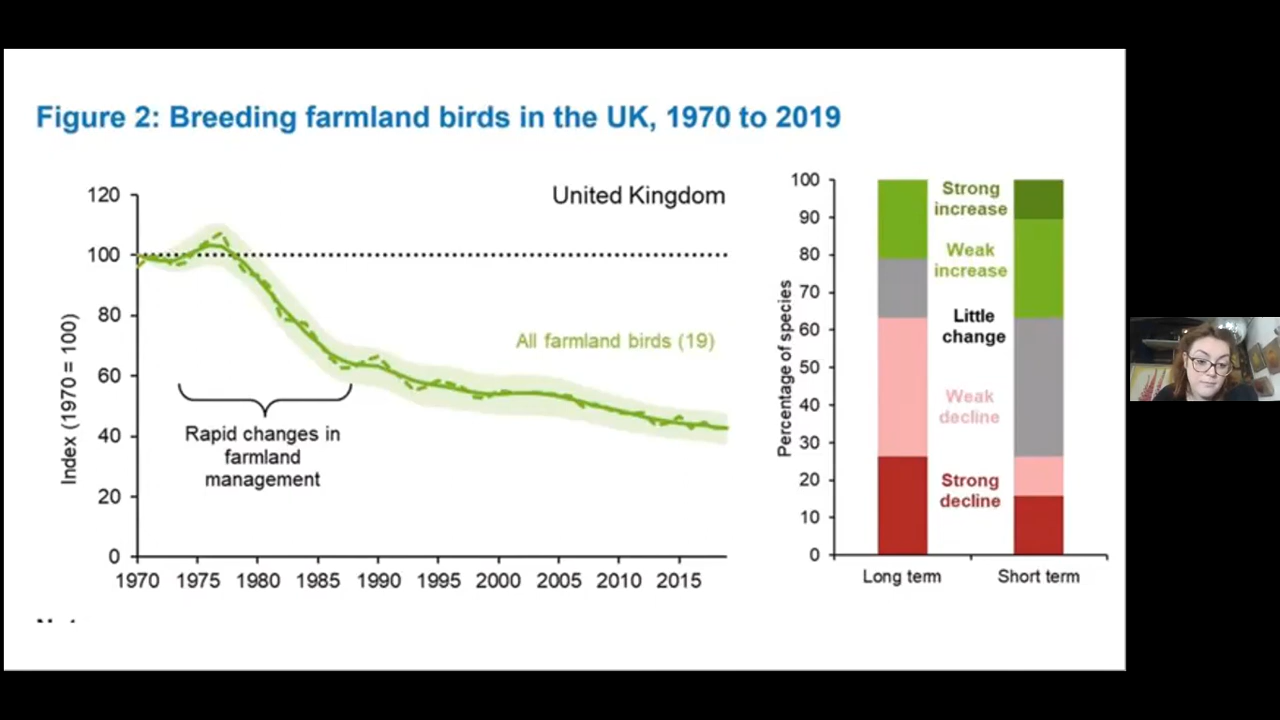 Figure 2: Breeding farmland birds in the UK, 1970 to 2019
United Kingdom
120
100
80
60
40
20
0
Index (1970 = 100)
All farmland birds (19)
Rapid changes in
farmland
management
1970 1975 1980 1985 1990 1995 2000 2005 2010 2015
100
90
80
70
60
50
40
30
20
10
0
Percentage of species
Strong
increase
Weak
increase
Little
change
Weak
decline
Strong
decline
Long term
Short term